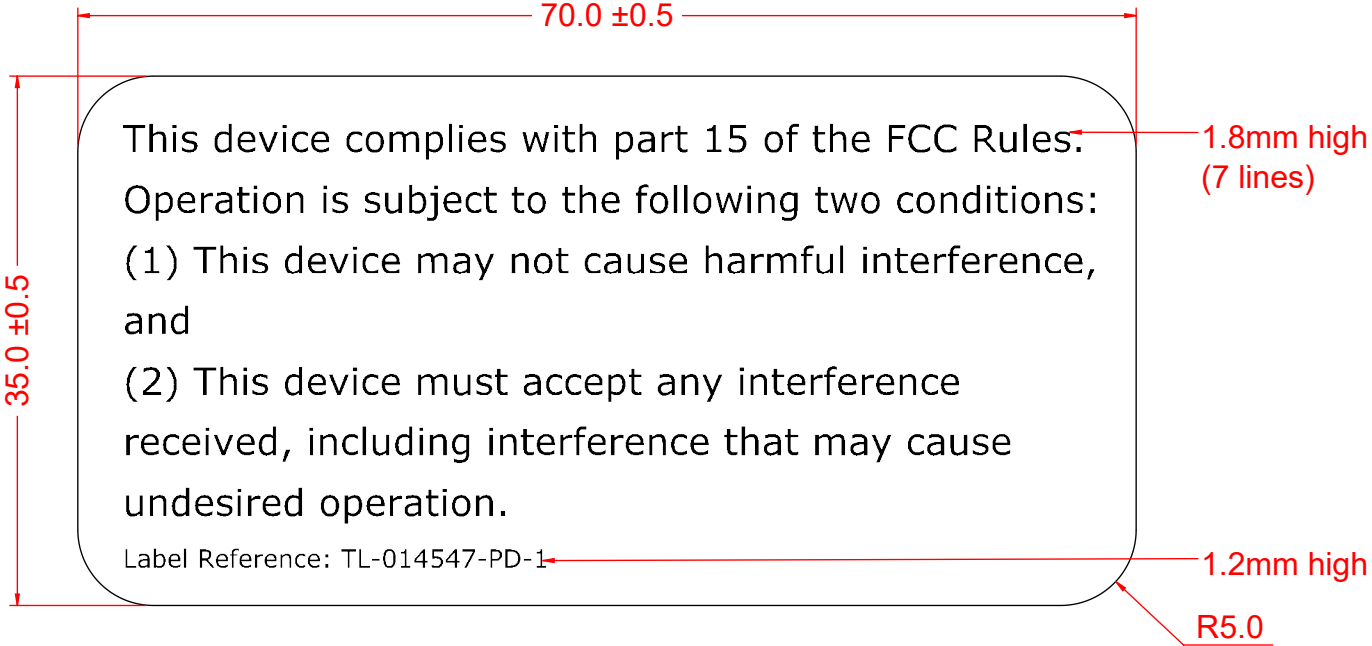 70.0 ±0.5
This device complies with part 15 of the FCC Rules.
1.8mm high
(7 lines)
Operation is subject to the following two conditions:
(1) This device may not cause harmful interference,
and
35.0 ±0.5
(2) This device must accept any interference
received, including interference that may cause
undesired operation.
Label Reference: TL-014547-PD-1
1.2mm high
R5.0